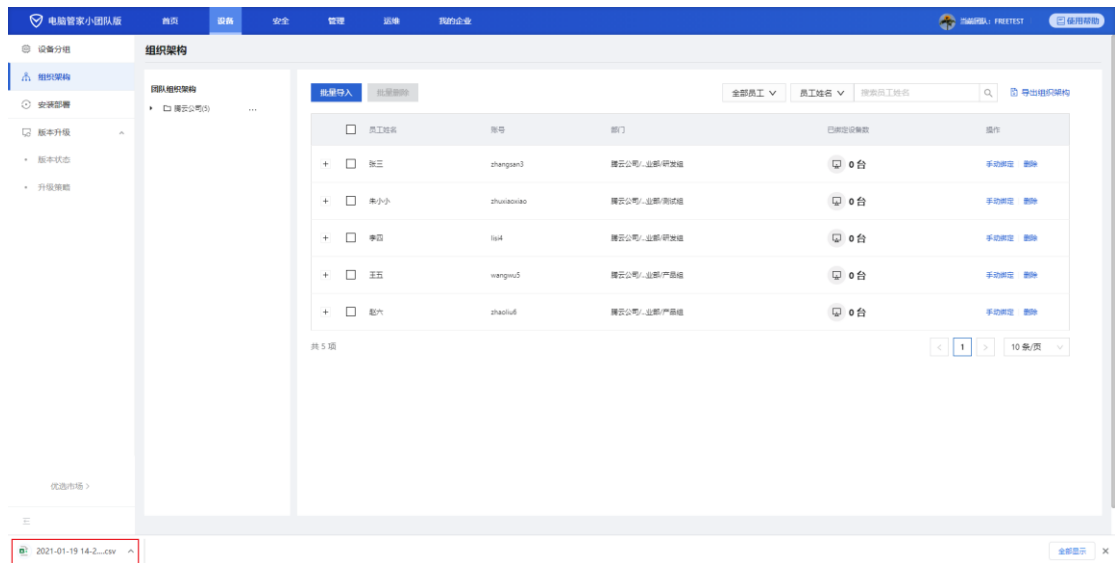 电脑管家小团队版 首页 设备 安全 管理 运维 我的企业 当前团队：FREETEST 使用帮助
设备分组
组织架构
安装部署
版本升级
版本状态
升级策略
优选市场 >
组织架构
团队组织架构
腾云公司(5) ...
批量导入 批量删除 全部员工 员工姓名 搜索员工姓名 导出组织架构
员工姓名 账号 部门 已绑定设备数 操作
+ 张三 zhangsan3 腾云公司/...业部/研发组 0 台 手动绑定 删除
+ 朱小小 zhuxiaoxiao 腾云公司/...业部/测试组 0 台 手动绑定 删除
+ 李四 lisi4 腾云公司/...业部/研发组 0 台 手动绑定 删除
+ 王五 wangwu5 腾云公司/...业部/产品组 0 台 手动绑定 删除
+ 赵六 zhaoliu6 腾云公司/...业部/产品组 0 台 手动绑定 删除
共 5 项 < 1 > 10 条/页
2021-01-19 14-2....csv 全部显示